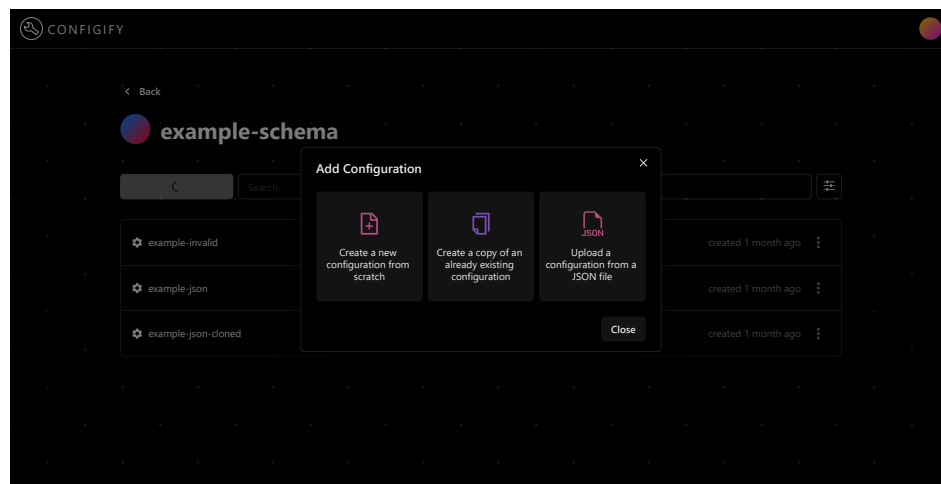 CONFIGIFY
Back
example-schema
Search
Add Configuration
Create a new
configuration from
scratch
Create a copy of an
already existing
configuration
JSON
Upload a
configuration from a
JSON file
Close
example-invalid
created 1 month ago
example-json
created 1 month ago
example-json-cloned
created 1 month ago